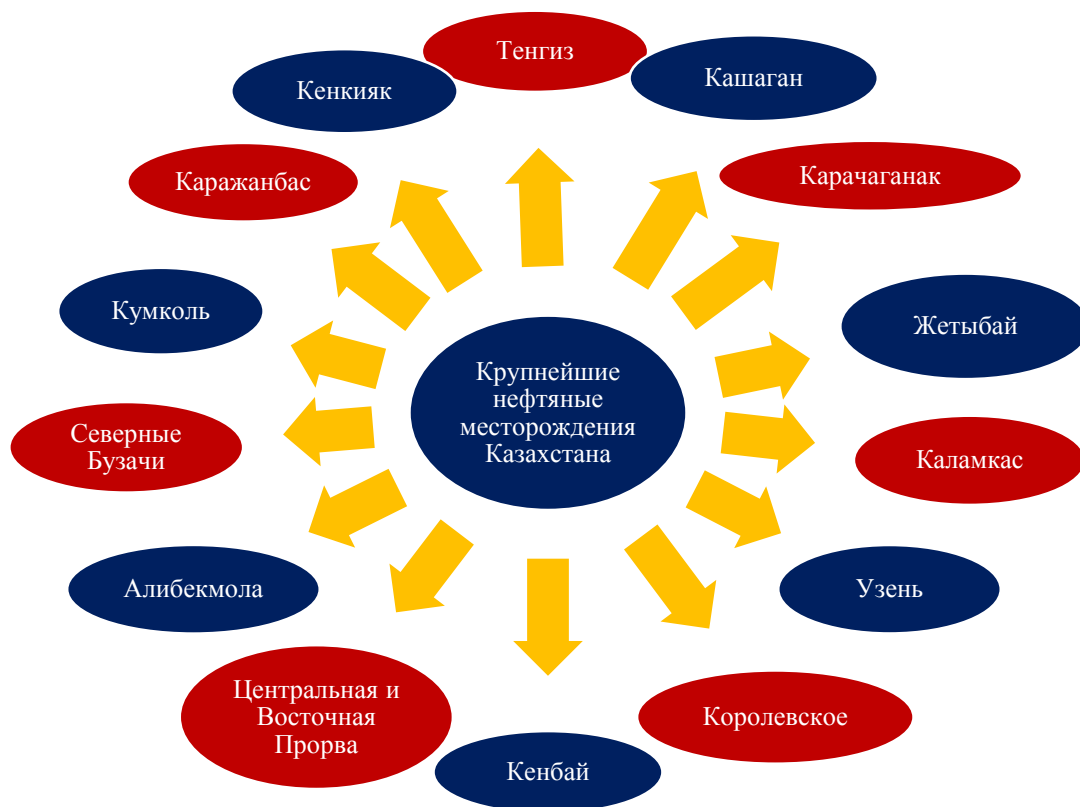 Тенгиз
Кашаган
Карачаганак
Жетыбай
Каламкас
Узень
Королевское
Кенбай
Центральная и
Восточная
Прорва
Алибекмола
Северные
Бузачи
Кумколь
Каражанбас
Кенкияк
Крупнейшие
нефтяные
месторождения
Казахстана